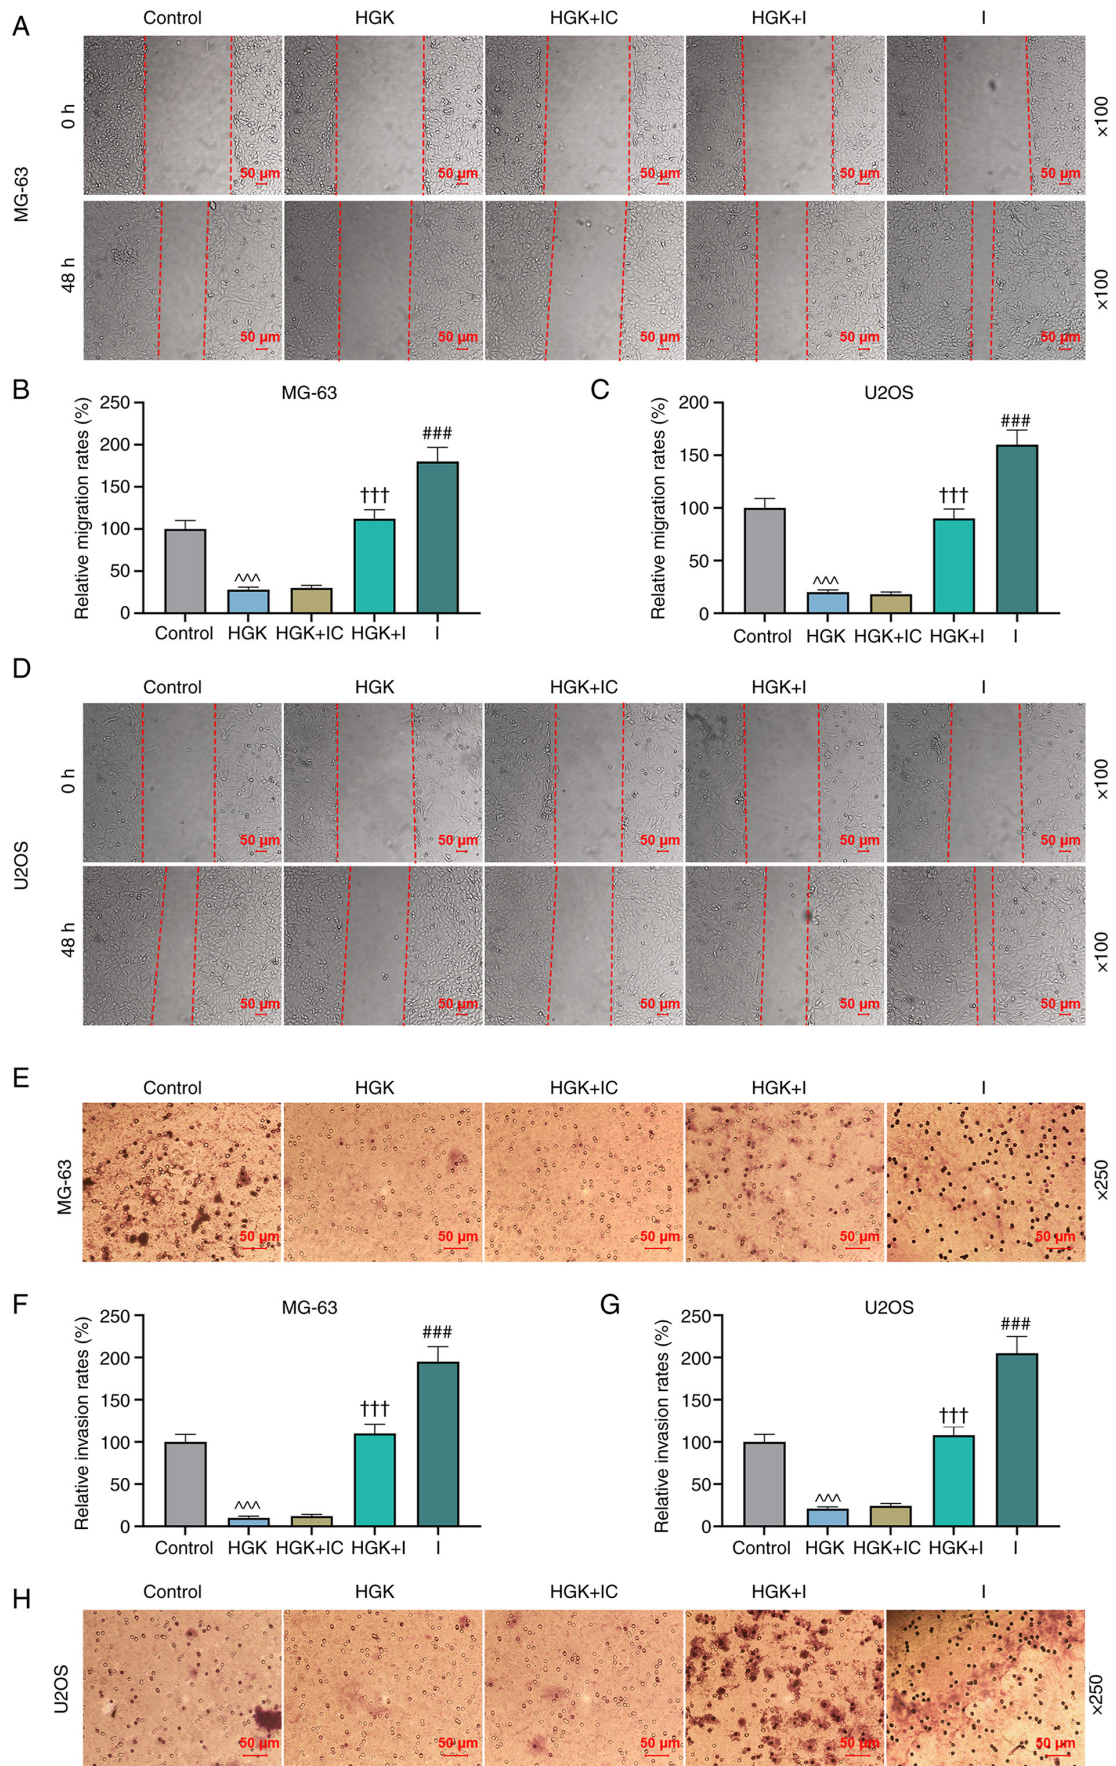 A
Control HGK HGK+IC HGK+I I
MG-63
0 h
50 µm 50 µm 50 µm 50 µm 50 µm
×100
48 h
50 µm 50 µm 50 µm 50 µm 50 µm
×100
B
MG-63
Relative migration rates (%)
250
200
150
100
50
0
^^^
†††
###
Control HGK HGK+IC HGK+I I
C
U2OS
Relative migration rates (%)
200
150
100
50
0
^^^
†††
###
Control HGK HGK+IC HGK+I I
D
Control HGK HGK+IC HGK+I I
U2OS
0 h
50 µm 50 µm 50 µm 50 µm 50 µm
×100
48 h
50 µm 50 µm 50 µm 50 µm 50 µm
×100
E
Control HGK HGK+IC HGK+I I
MG-63
50 µm 50 µm 50 µm 50 µm 50 µm
×250
F
MG-63
Relative invasion rates (%)
250
200
150
100
50
0
^^^
†††
###
Control HGK HGK+IC HGK+I I
G
U2OS
Relative invasion rates (%)
250
200
150
100
50
0
^^^
†††
###
Control HGK HGK+IC HGK+I I
H
Control HGK HGK+IC HGK+I I
U2OS
50 µm 50 µm 50 µm 50 µm 50 µm
×250